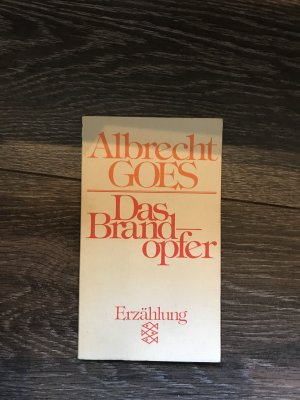 Albrecht
GOES
Das
Brand-
opfer
Erzählung